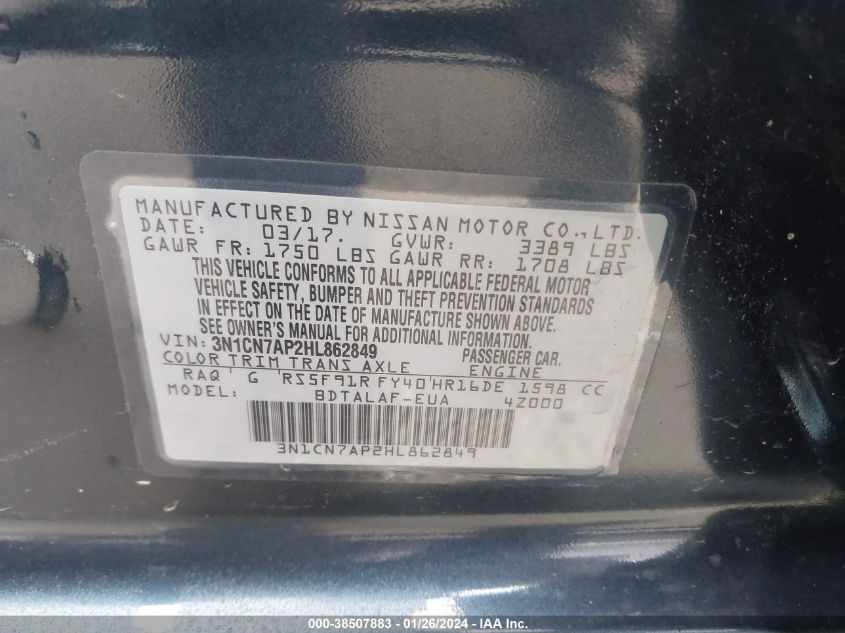 MANUFACTURED BY NISSAN MOTOR CO.,LTD.
DATE: 03/17. GVWR: 3389 LBS
GAWR FR: 1750 LBS GAWR RR: 1708 LBS
THIS VEHICLE CONFORMS TO ALL APPLICABLE FEDERAL MOTOR
VEHICLE SAFETY, BUMPER AND THEFT PREVENTION STANDARDS
IN EFFECT ON THE DATE OF MANUFACTURE SHOWN ABOVE.
SEE OWNER'S MANUAL FOR ADDITIONAL INFORMATION.
VIN: 3N1CN7AP2HL862849 PASSENGER CAR.
COLOR TRIM TRANS AXLE ENGINE
RAQ' G 'RS5F91R FY40'HR16DE 1598 CC
MODEL: BDTALAF-EUA 4Z000
3N1CN7AP2HL862849
000-38507883 / 01/26/2024 - IAA Inc.